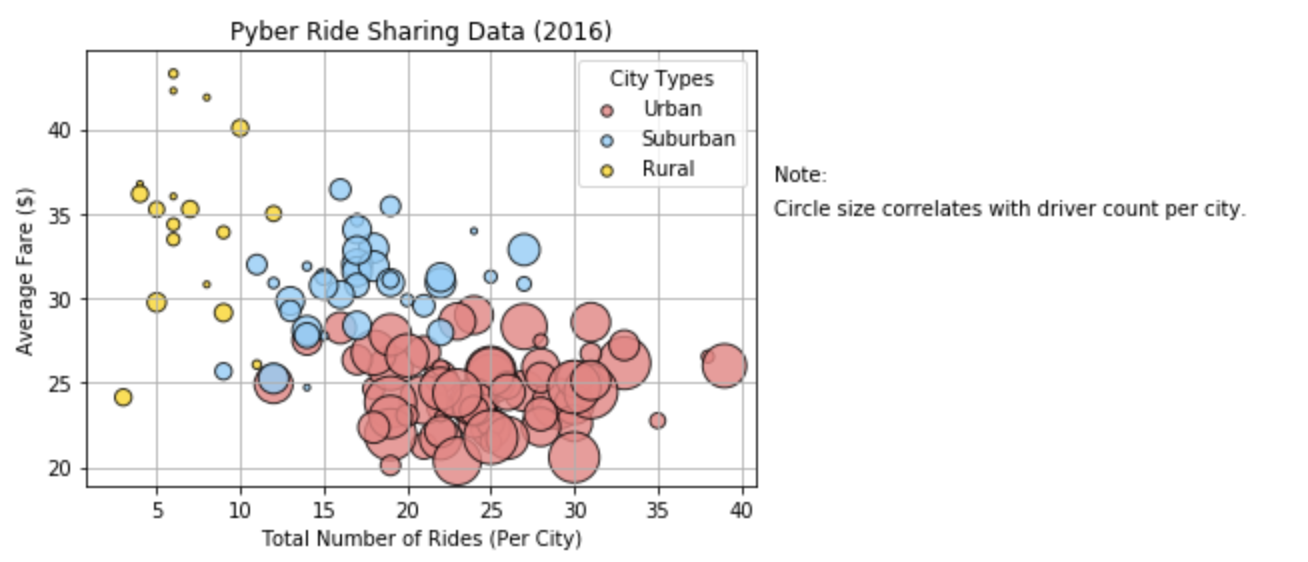 Pyber Ride Sharing Data (2016)
City Types
Urban
Suburban
Rural
Average Fare ($)
40
35
30
25
20
5 10 15 20 25 30 35 40
Total Number of Rides (Per City)
Note:
Circle size correlates with driver count per city.